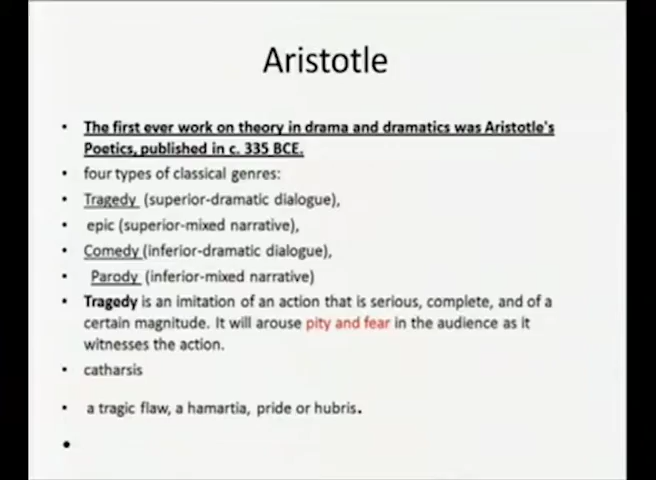 Aristotle
• The first ever work on theory in drama and dramatics was Aristotle's
Poetics, published in c. 335 BCE.
• four types of classical genres:
• Tragedy (superior-dramatic dialogue),
• epic (superior-mixed narrative),
• Comedy (inferior-dramatic dialogue),
• Parody (inferior-mixed narrative)
• Tragedy is an imitation of an action that is serious, complete, and of a
certain magnitude. It will arouse pity and fear in the audience as it
witnesses the action.
• catharsis
• a tragic flaw, a hamartia, pride or hubris.
•